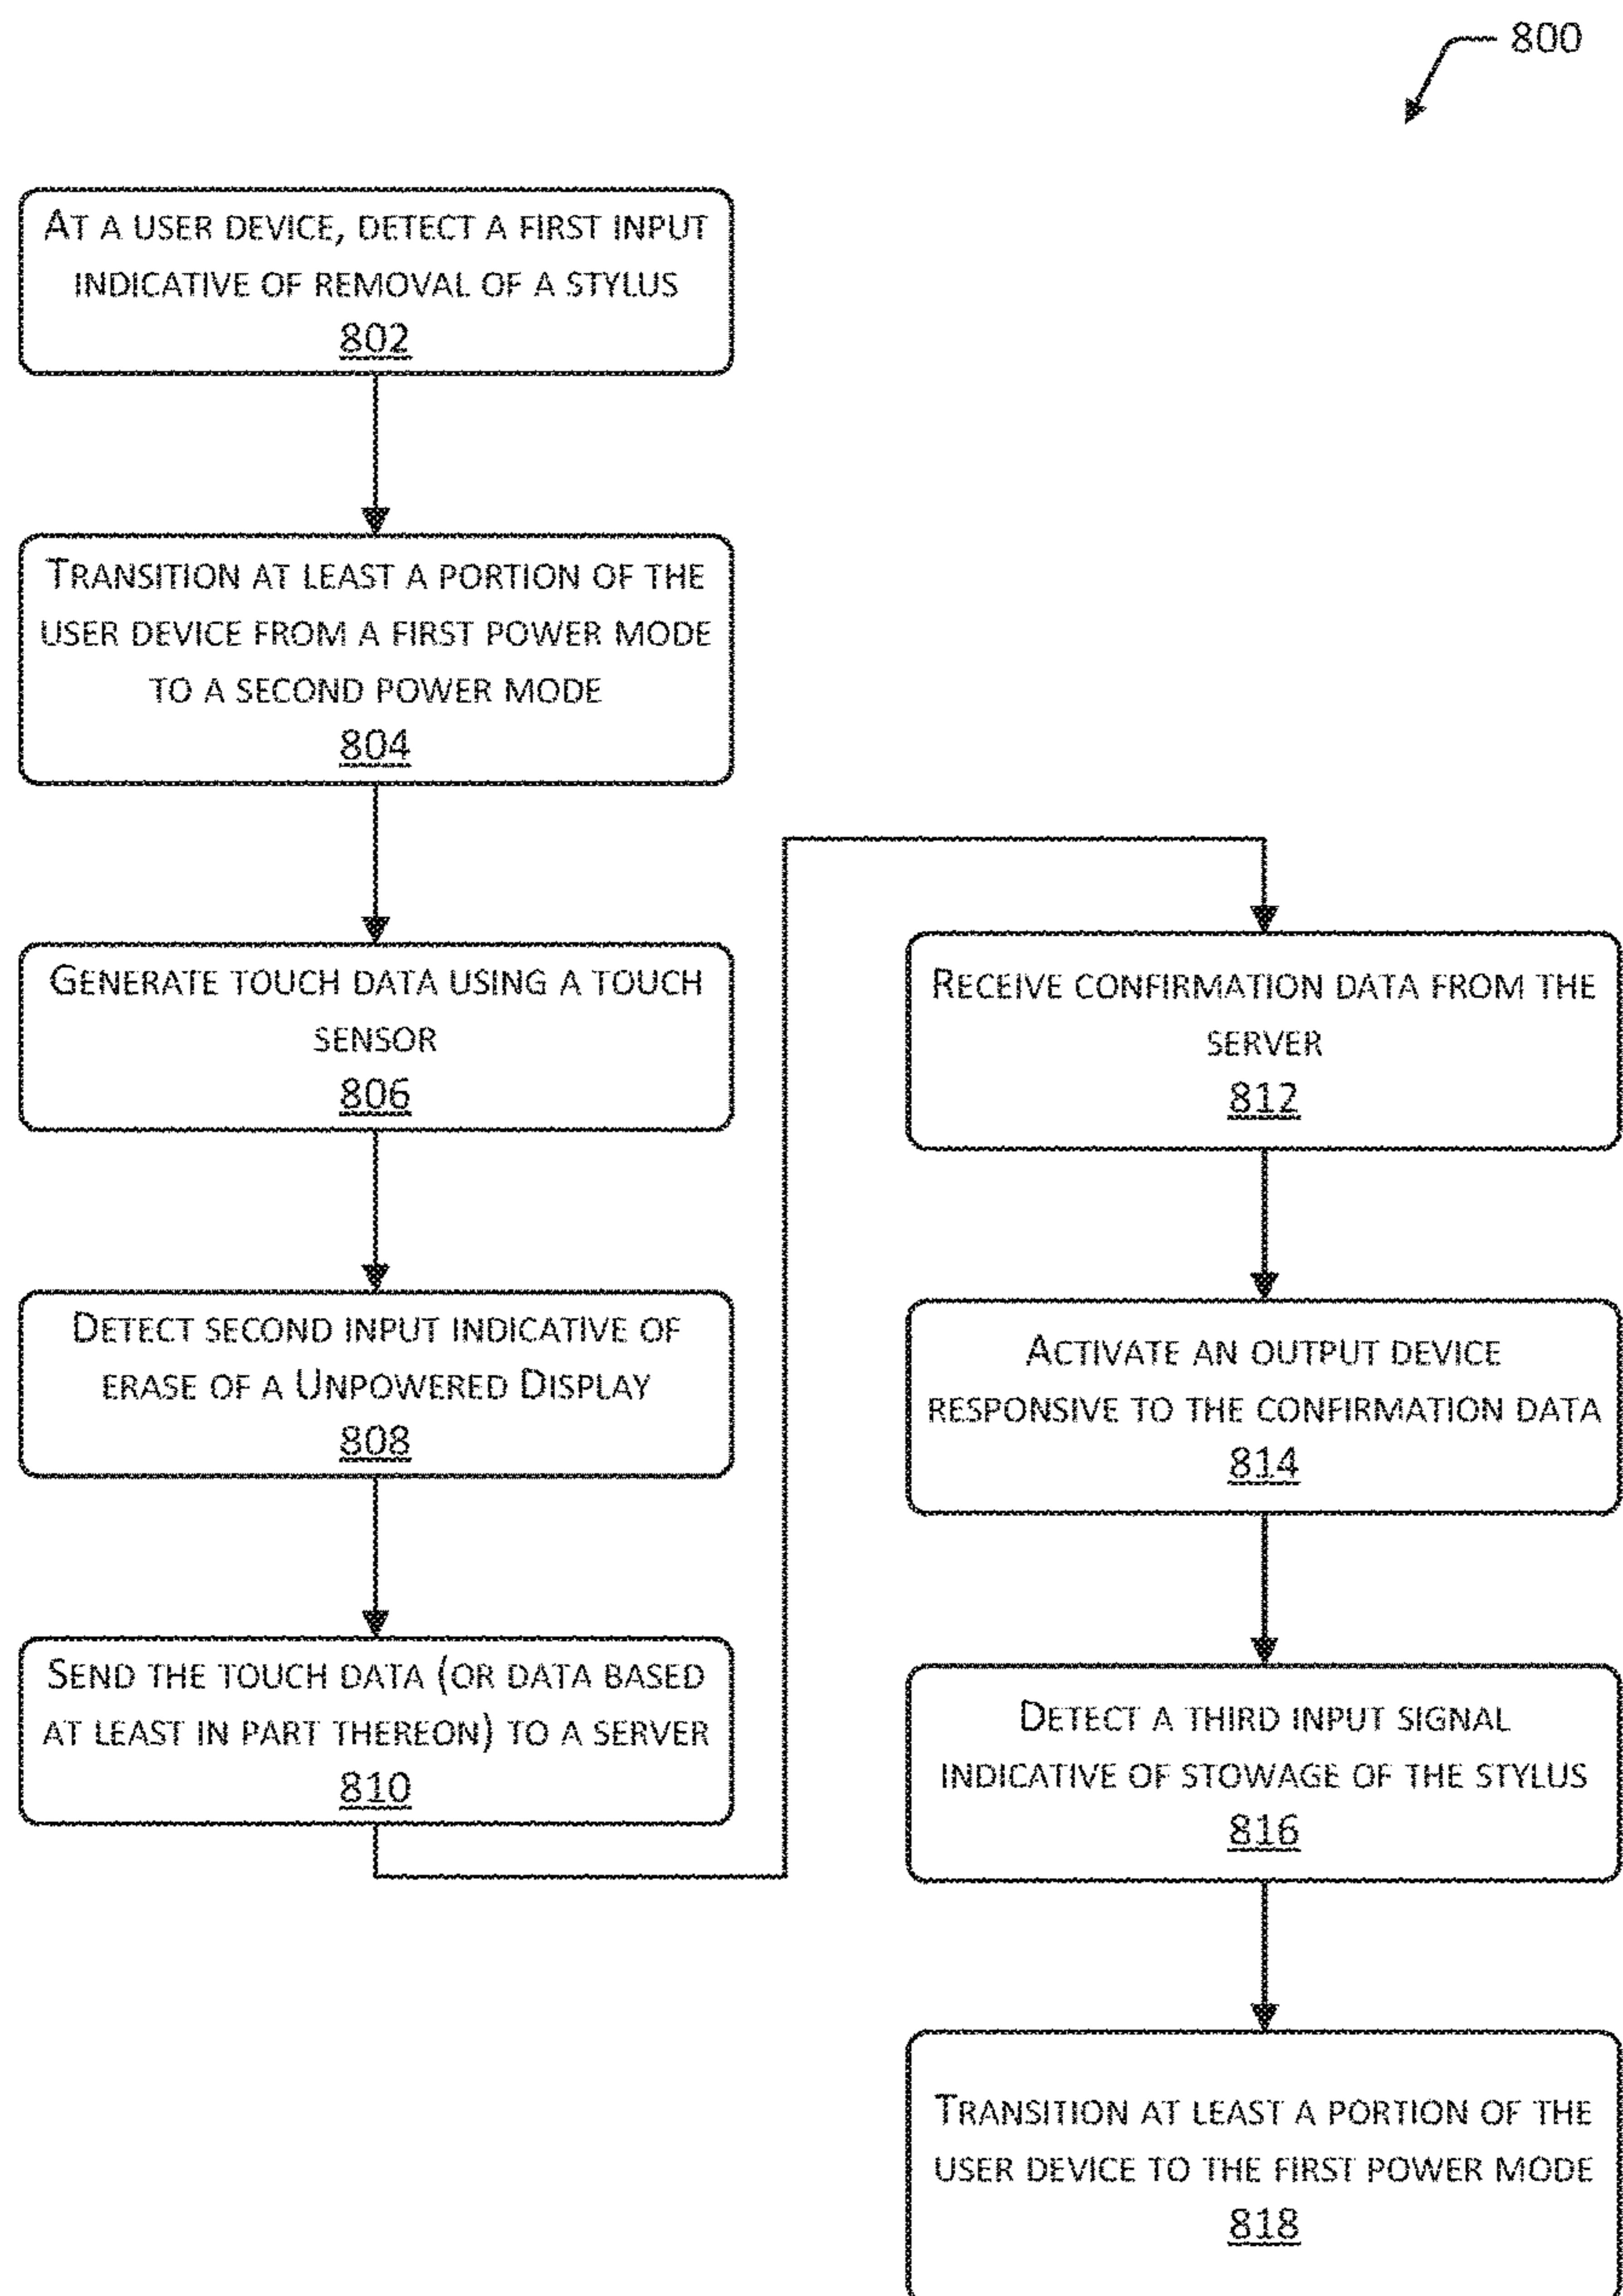 800
AT A USER DEVICE, DETECT A FIRST INPUT
INDICATIVE OF REMOVAL OF A STYLUS
802
TRANSITION AT LEAST A PORTION OF THE
USER DEVICE FROM A FIRST POWER MODE
TO A SECOND POWER MODE
804
GENERATE TOUCH DATA USING A TOUCH
SENSOR
806
DETECT SECOND INPUT INDICATIVE OF
ERASE OF A UNPOWERED DISPLAY
808
SEND THE TOUCH DATA (OR DATA BASED
AT LEAST IN PART THEREON) TO A SERVER
810
RECEIVE CONFIRMATION DATA FROM THE
SERVER
812
ACTIVATE AN OUTPUT DEVICE
RESPONSIVE TO THE CONFIRMATION DATA
814
DETECT A THIRD INPUT SIGNAL
INDICATIVE OF STOWAGE OF THE STYLUS
816
TRANSITION AT LEAST A PORTION OF THE
USER DEVICE TO THE FIRST POWER MODE
818